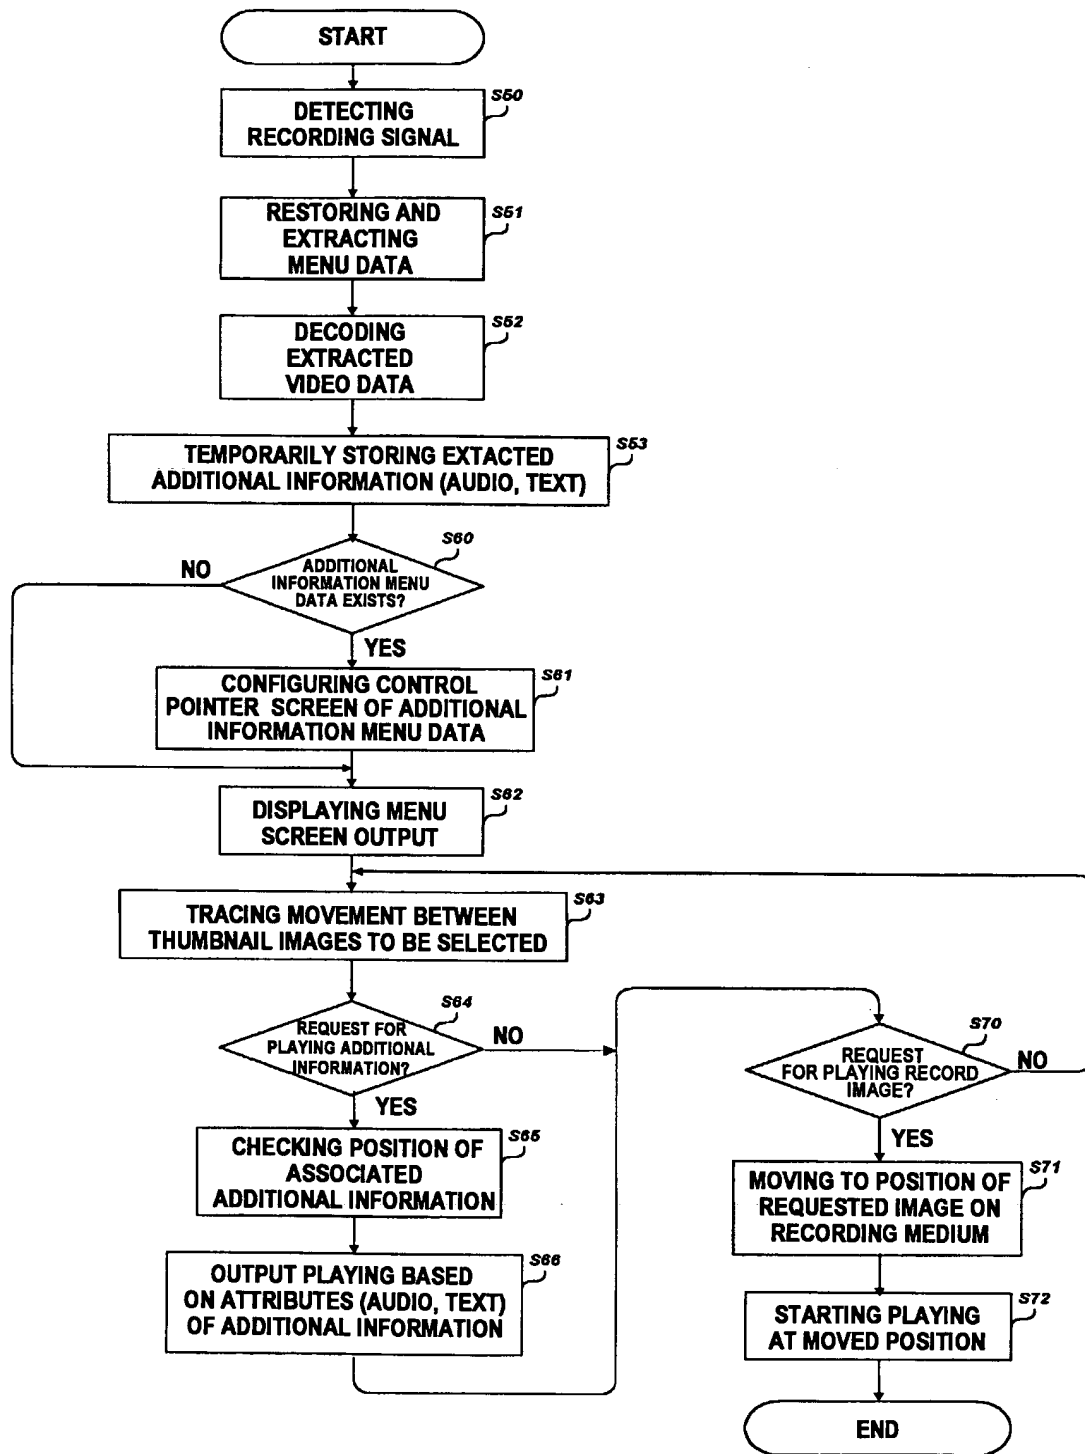 START
S50
DETECTING
RECORDING SIGNAL
S51
RESTORING AND
EXTRACTING
MENU DATA
S52
DECODING
EXTRACTED
VIDEO DATA
S53
TEMPORARILY STORING EXTACTED
ADDITIONAL INFORMATION (AUDIO, TEXT)
S60
ADDITIONAL
INFORMATION MENU
DATA EXISTS?
NO
YES
S61
CONFIGURING CONTROL
POINTER SCREEN OF ADDITIONAL
INFORMATION MENU DATA
S62
DISPLAYING MENU
SCREEN OUTPUT
S63
TRACING MOVEMENT BETWEEN
THUMBNAIL IMAGES TO BE SELECTED
S64
REQUEST FOR
PLAYING ADDITIONAL
INFORMATION?
NO
YES
S65
CHECKING POSITION OF
ASSOCIATED
ADDITIONAL INFORMATION
S66
OUTPUT PLAYING BASED
ON ATTRIBUTES (AUDIO, TEXT)
OF ADDITIONAL INFORMATION
S70
REQUEST
FOR PLAYING RECORD
IMAGE?
NO
YES
S71
MOVING TO POSITION OF
REQUESTED IMAGE ON
RECORDING MEDIUM
S72
STARTING PLAYING
AT MOVED POSITION
END